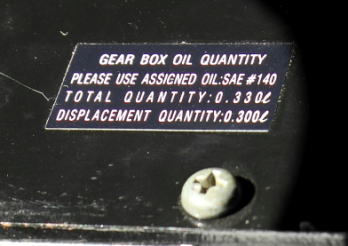 GEAR BOX OIL QUANTITY
PLEASE USE ASSIGNED OIL:SAE #140
TOTAL QUANTITY:0.330ℓ
DISPLACEMENT QUANTITY:0.300ℓ